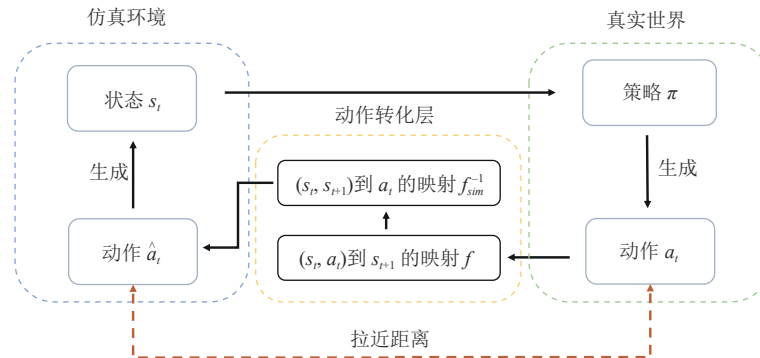 仿真环境
真实世界
状态 s_t
策略 π
动作转化层
生成
生成
(s_t, s_{t+1})到 a_t 的映射 f_{sim}^{-1}
动作 â_t
(s_t, a_t)到 s_{t+1} 的映射 f
动作 a_t
拉近距离